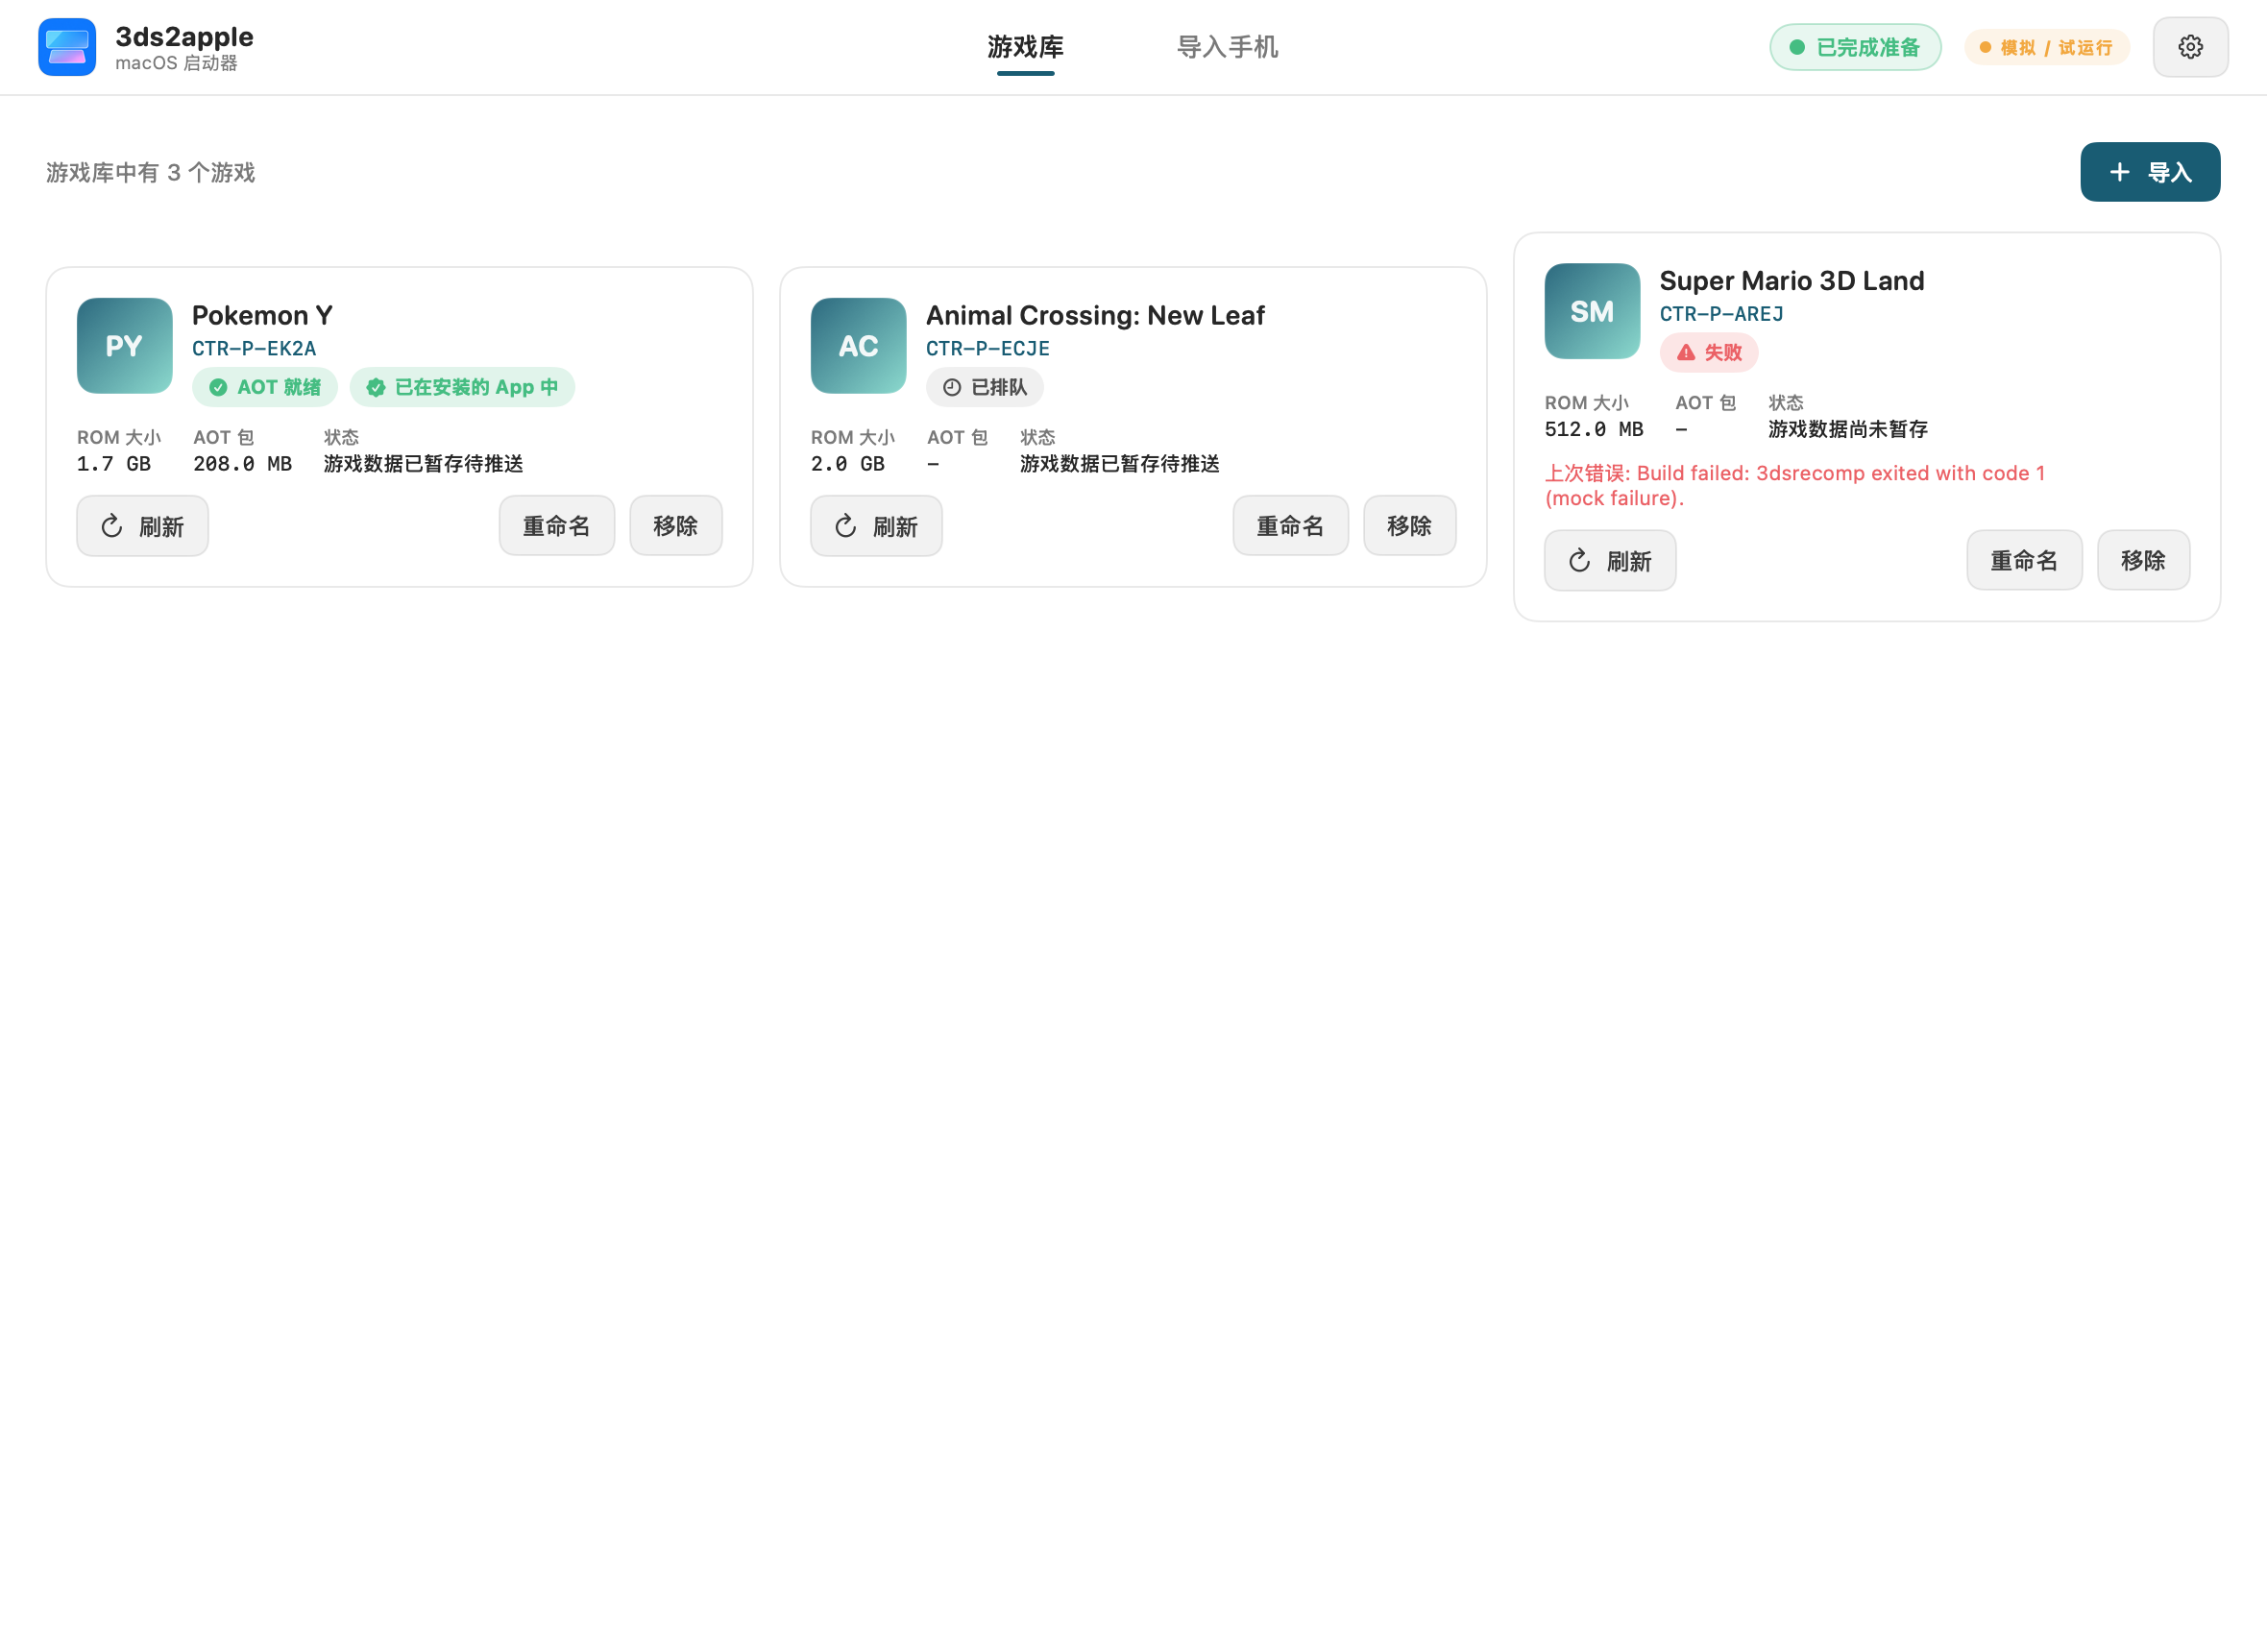 3ds2apple
macOS 启动器
游戏库
导入手机
已完成准备
模拟 / 试运行
游戏库中有 3 个游戏
导入
PY
Pokemon Y
CTR-P-EK2A
AOT 就绪
已在安装的 App 中
ROM 大小
AOT 包
状态
1.7 GB
208.0 MB
游戏数据已暂存待推送
刷新
重命名
移除
AC
Animal Crossing: New Leaf
CTR-P-ECJE
已排队
ROM 大小
AOT 包
状态
2.0 GB
–
游戏数据已暂存待推送
刷新
重命名
移除
SM
Super Mario 3D Land
CTR-P-AREJ
失败
ROM 大小
AOT 包
状态
512.0 MB
–
游戏数据尚未暂存
上次错误: Build failed: 3dsrecomp exited with code 1
(mock failure).
刷新
重命名
移除